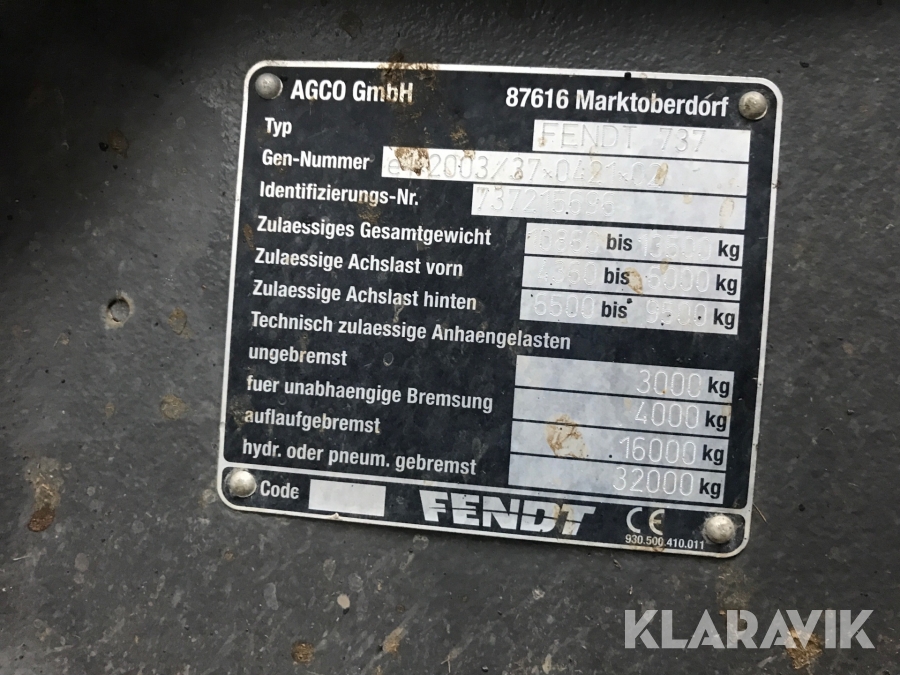 AGCO GmbH 87616 Marktoberdorf
Typ FENDT 737
Gen-Nummer
Identifizierungs-Nr.
Zulaessiges Gesamtgewicht bis kg
Zulaessige Achslast vorn bis 6000 kg
Zulaessige Achslast hinten 6500 bis kg
Technisch zulaessige Anhaengelasten
ungebremst 3000 kg
fuer unabhaengige Bremsung 4000 kg
auflaufgebremst 16000 kg
hydr. oder pneum. gebremst 32000 kg
Code FENDT CE
930.500.410.011
KLARAVIK